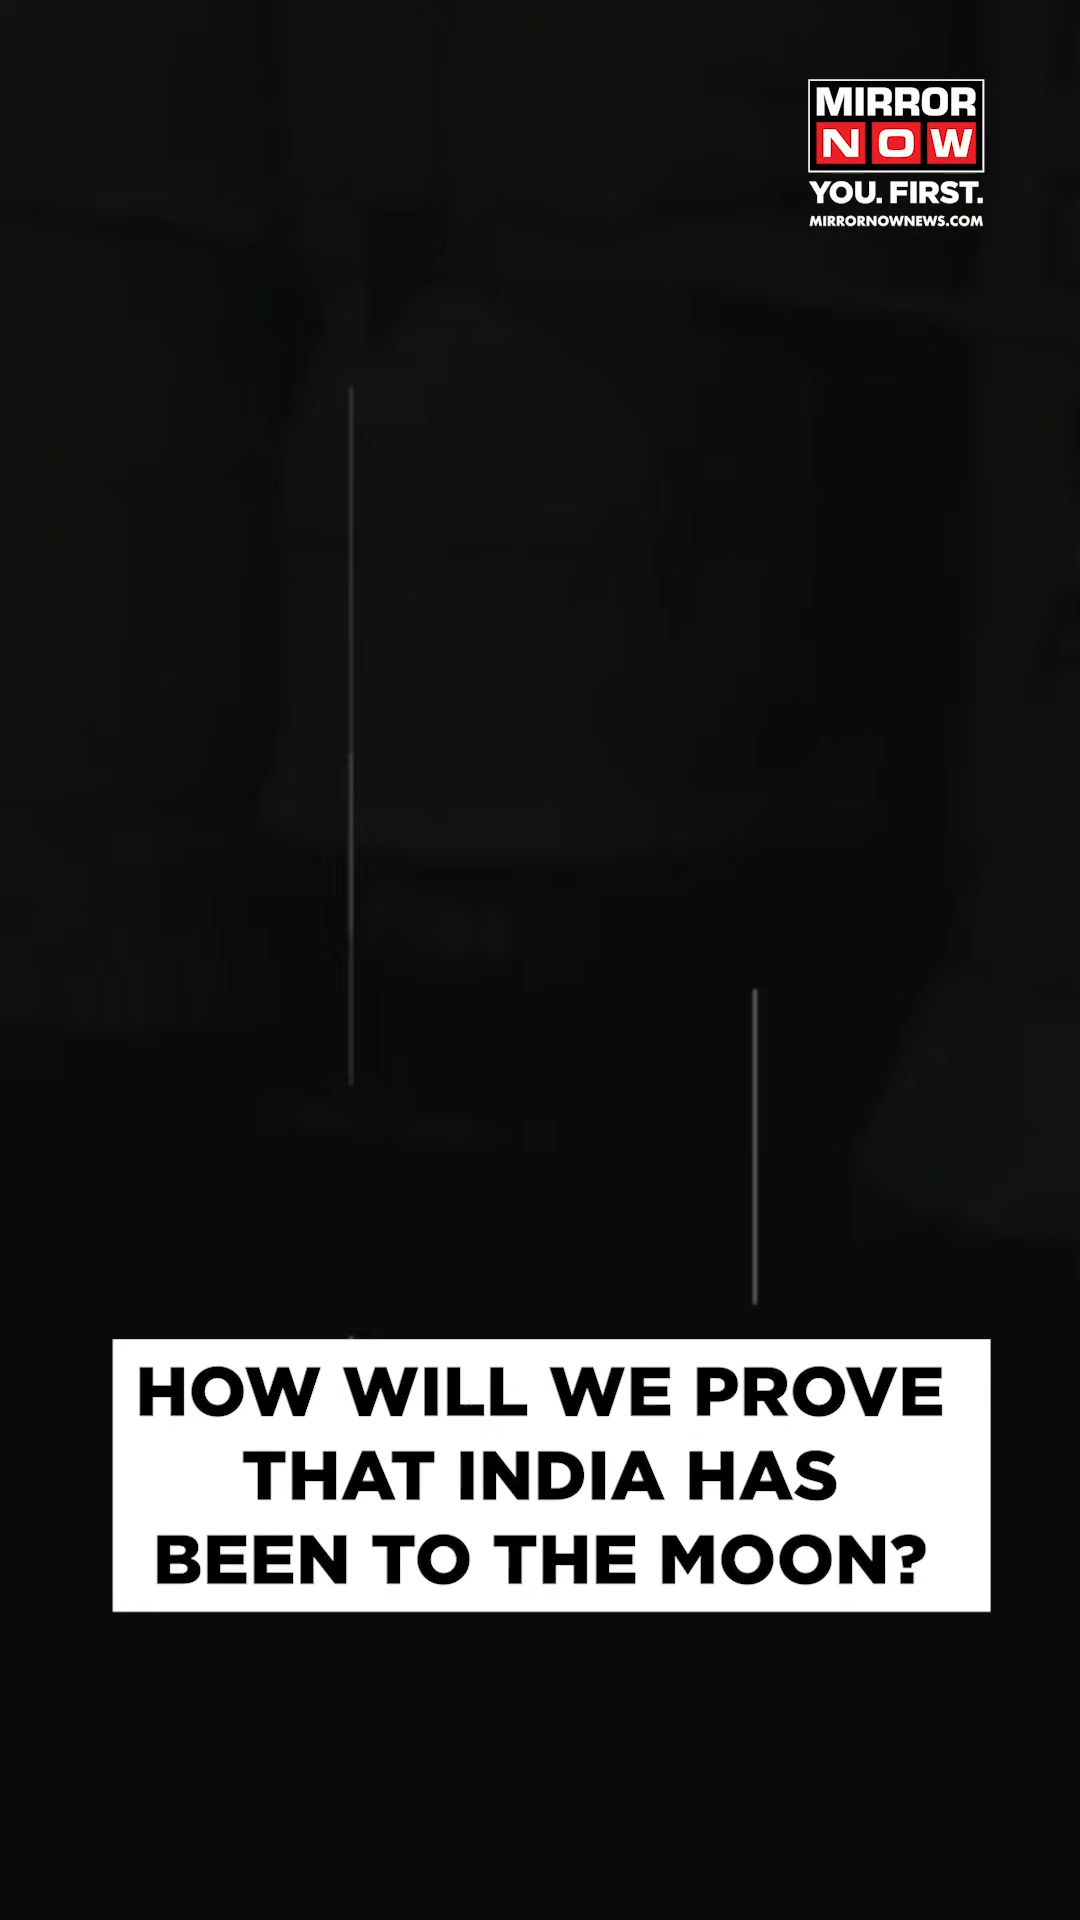 MIRROR
NOW
YOU. FIRST.
MIRRORNOWNEWS.COM
HOW WILL WE PROVE
THAT INDIA HAS
BEEN TO THE MOON?